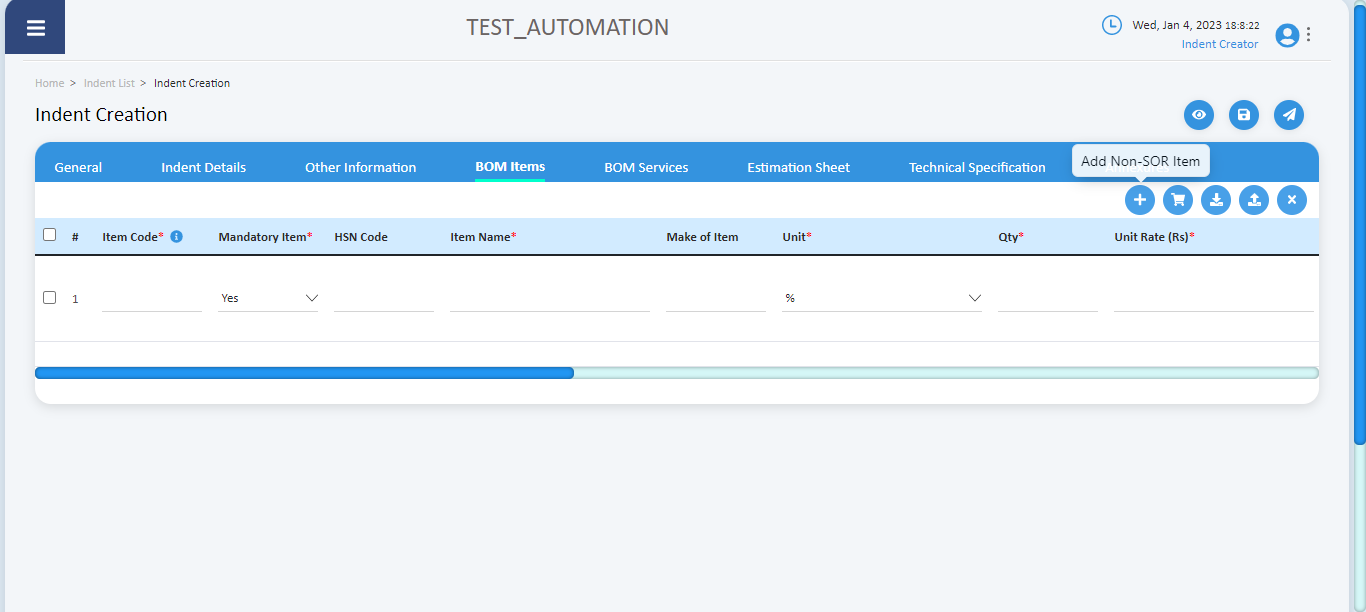 TEST_AUTOMATION
Wed, Jan 4, 2023 18:8:22
Indent Creator
Home > Indent List > Indent Creation
Indent Creation
General Indent Details Other Information BOM Items BOM Services Estimation Sheet Technical Specification
Add Non-SOR Item
# Item Code* Mandatory Item* HSN Code Item Name* Make of Item Unit* Qty* Unit Rate (Rs)*
1 Yes %